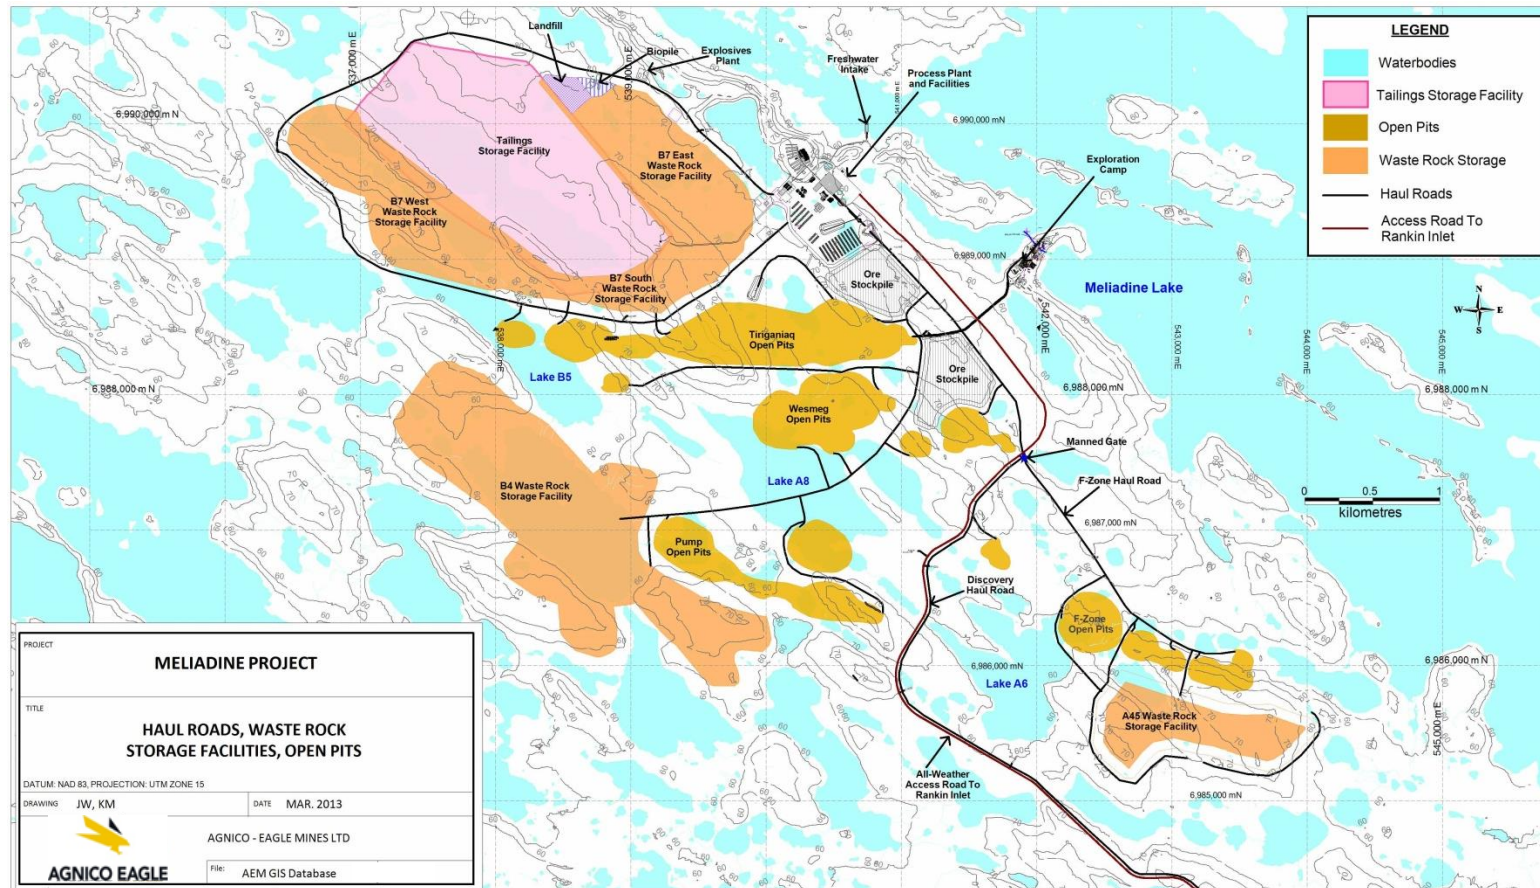 Landfill
Biopile
Explosives
Plant
Freshwater
Intake
Process Plant
and Facilities
537,000 m E
539,000 m E
541,000 m E
6,990,000 m N
6,990,000 mN
Tailings
Storage Facility
B7 East
Waste Rock
Storage Facility
B7 West
Waste Rock
Storage Facility
B7 South
Waste Rock
Storage Facility
Exploration
Camp
6,989,000 mN
Ore
Stockpile
Meliadine Lake
542,000 mE
543,000 mE
544,000 mE
545,000 mE
N
W E
S
538,000 mE
Tiriganiaq
Open Pits
Lake B5
Ore
Stockpile
6,988,000 m N
6,988,000 mN
6,988,000 m N
Wesmeg
Open Pits
Manned Gate
B4 Waste Rock
Storage Facility
Lake A8
F-Zone Haul Road
0 0.5 1
kilometres
6,987,000 mN
Pump
Open Pits
Discovery
Haul Road
F-Zone
Open Pits
6,986,000 mN
6,986,000 m N
Lake A6
A45 Waste Rock
Storage Facility
545,000 m E
All-Weather
Access Road To
Rankin Inlet
6,985,000 mN
LEGEND
Waterbodies
Tailings Storage Facility
Open Pits
Waste Rock Storage
Haul Roads
Access Road To
Rankin Inlet
PROJECT
MELIADINE PROJECT
TITLE
HAUL ROADS, WASTE ROCK
STORAGE FACILITIES, OPEN PITS
DATUM: NAD 83, PROJECTION: UTM ZONE 15
DRAWING JW, KM
DATE MAR. 2013
AGNICO - EAGLE MINES LTD
AGNICO EAGLE
File: AEM GIS Database